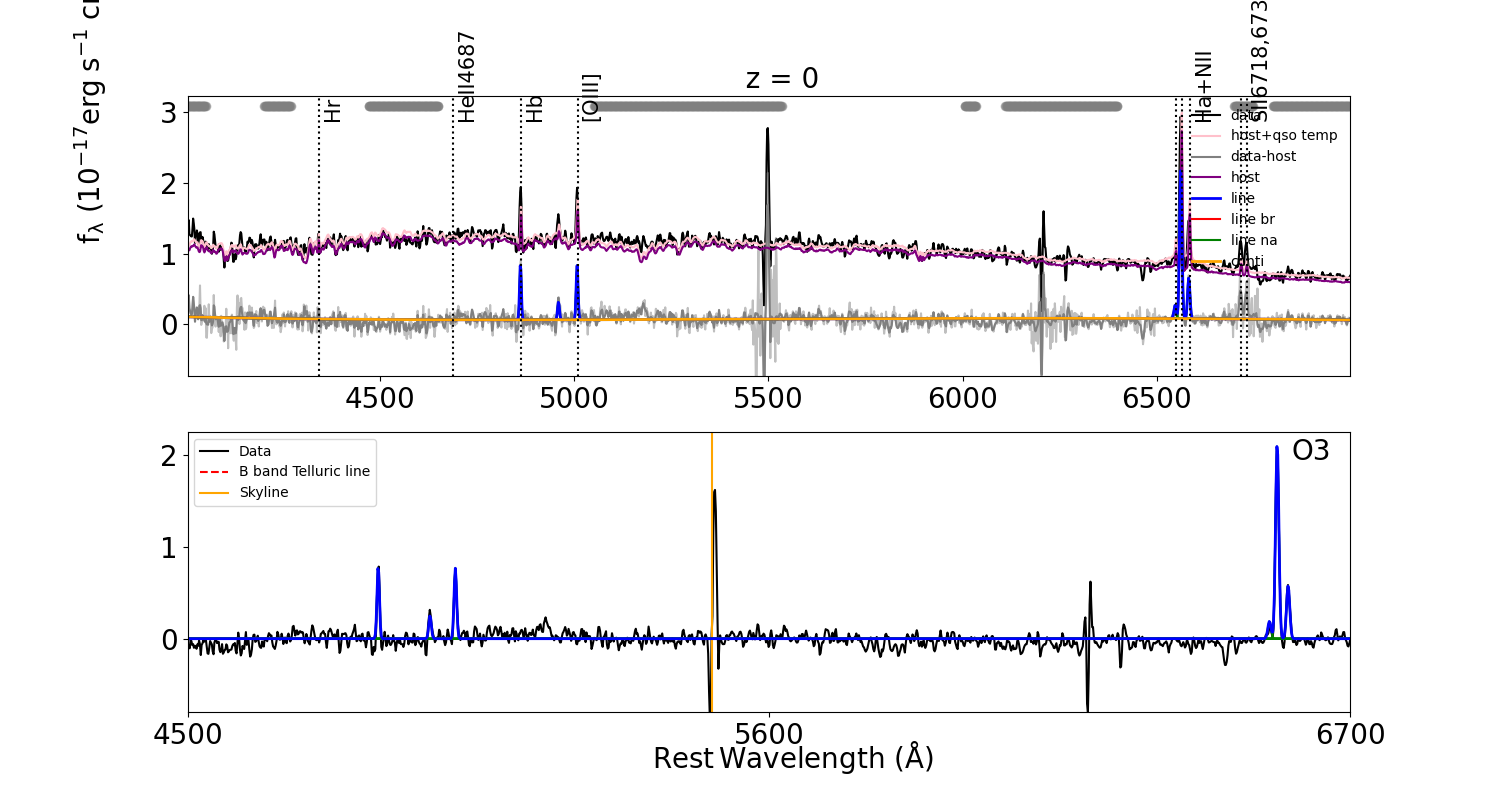 z = 0
fλ (10−17erg s−1 c
Hr
HeII4687
Hb
[OIII]
Ha+NII
SII6718,673
3
2
1
0
4500
5000
5500
6000
6500
data
host+qso temp
data-host
host
line
line br
line na
conti
O3
Data
B band Telluric line
Skyline
2
1
0
4500
5600
6700
Rest Wavelength (Å)